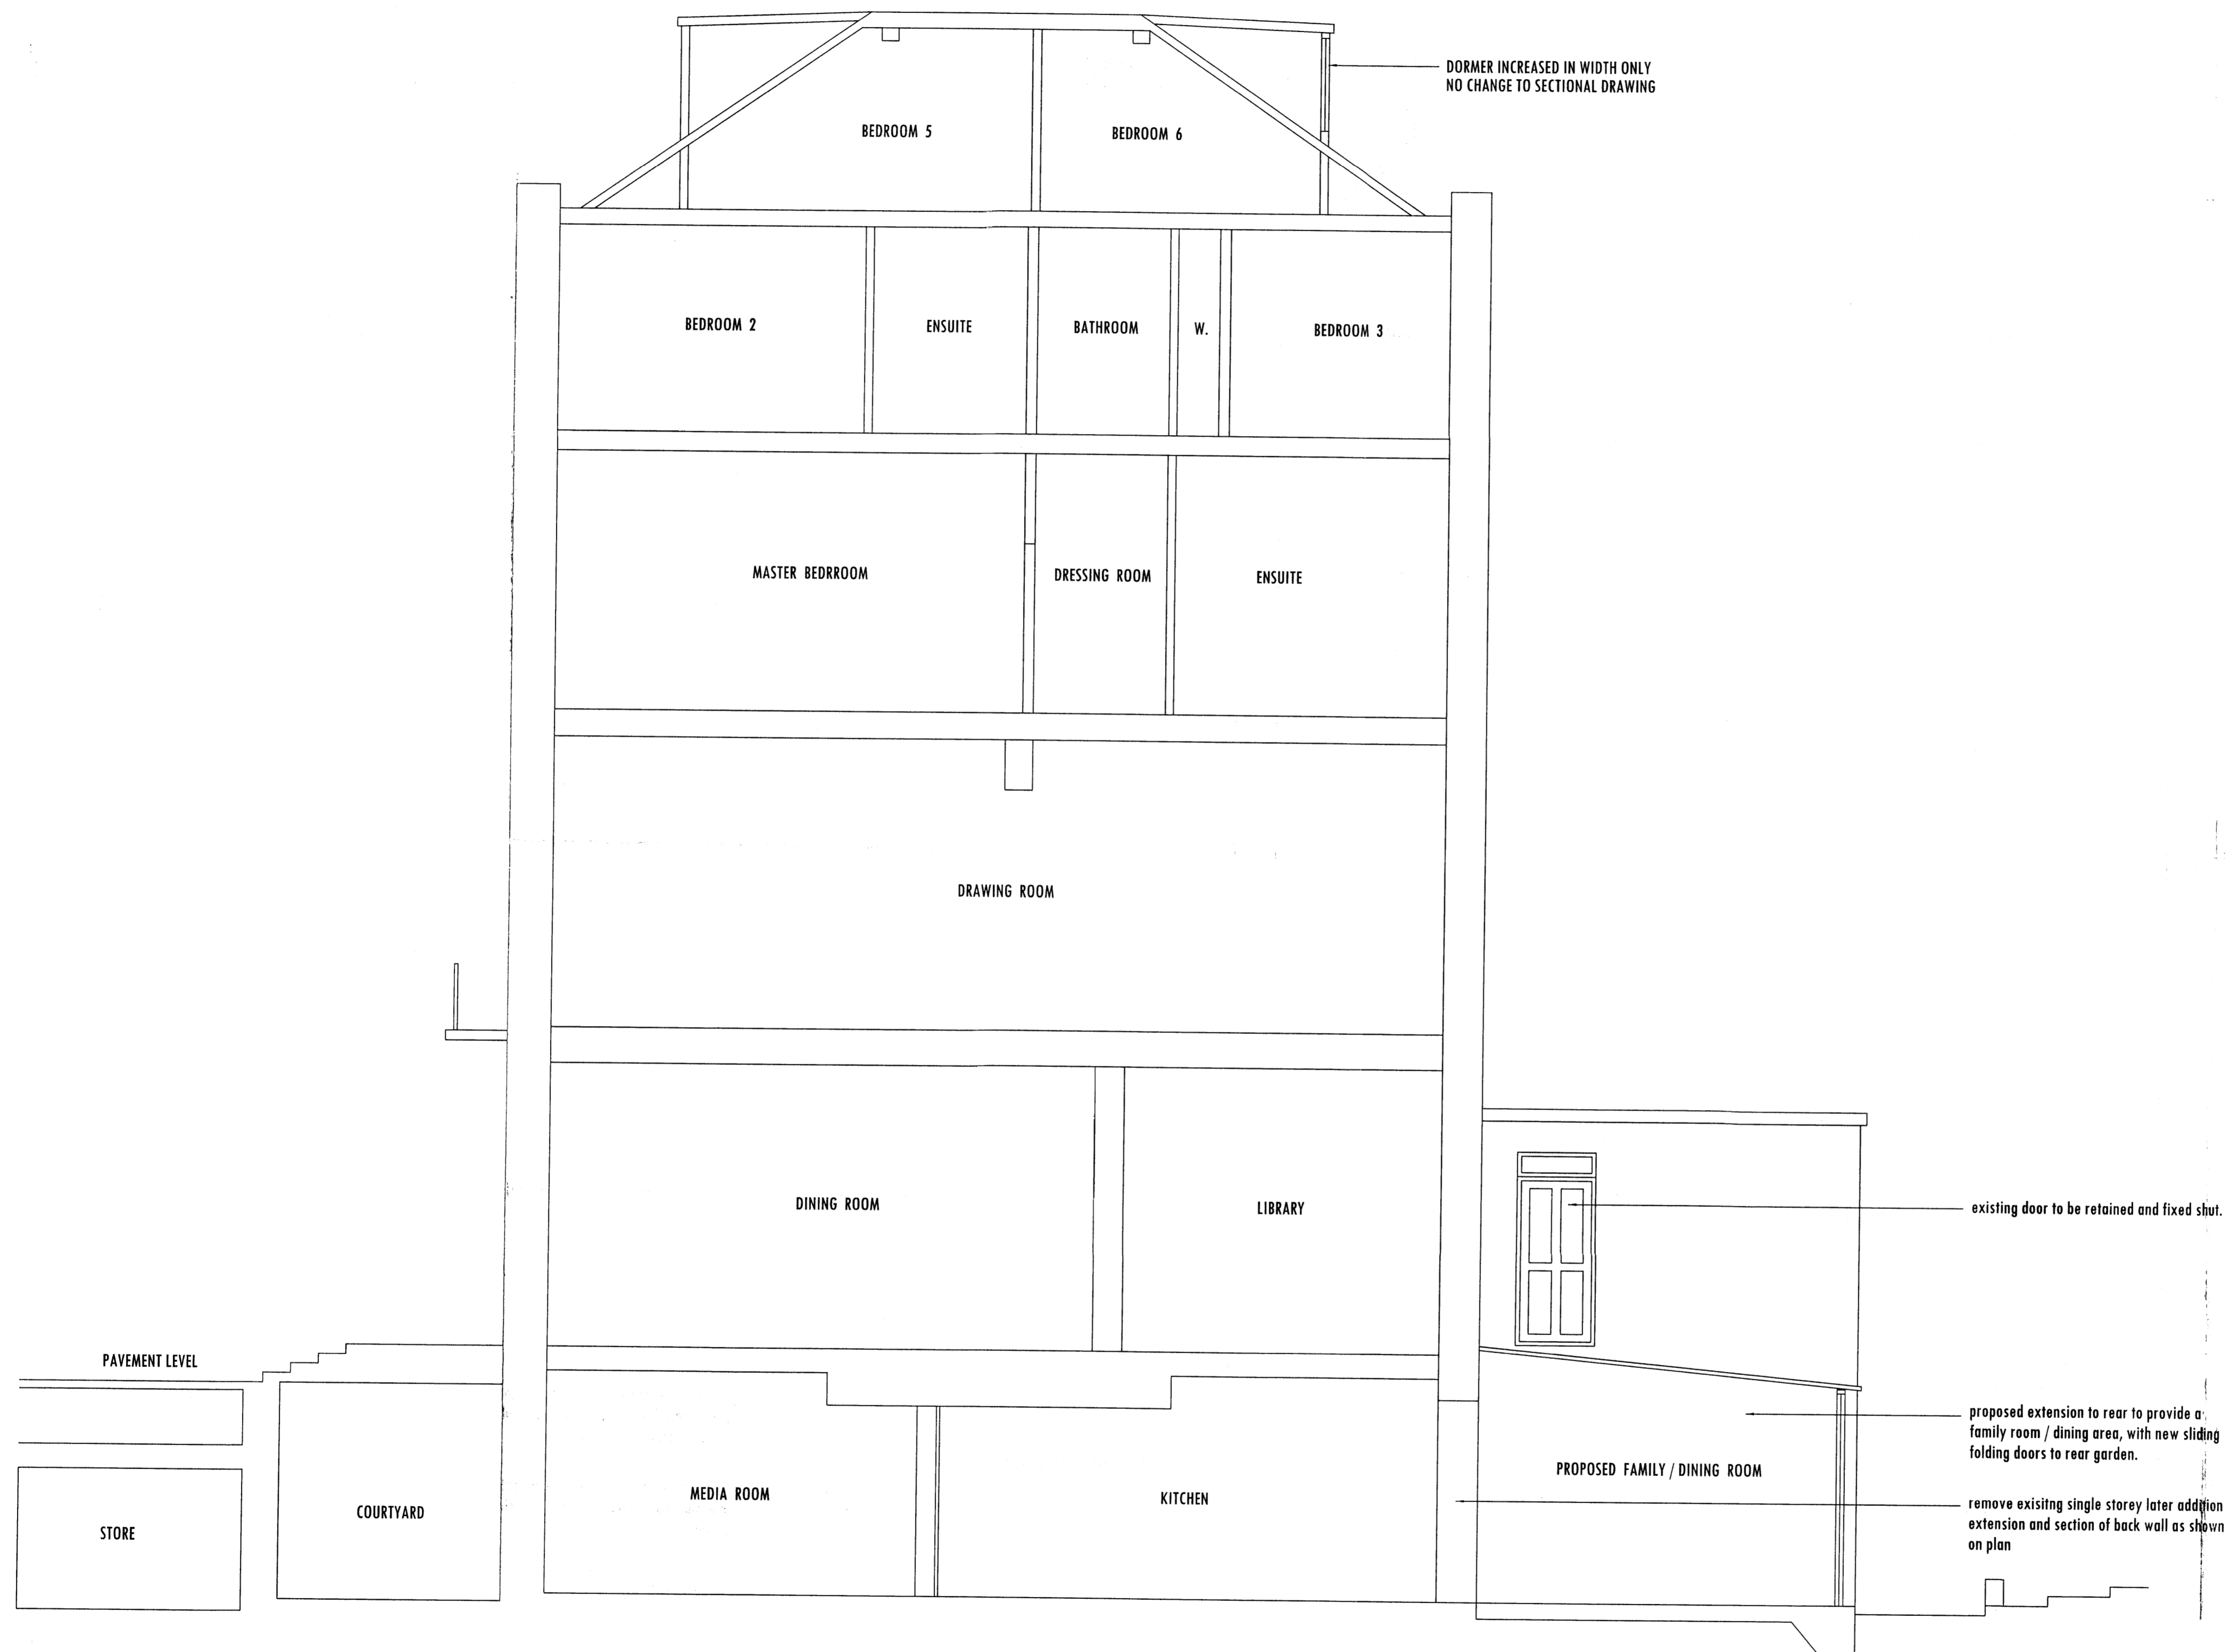 DORMER INCREASED IN WIDTH ONLY
NO CHANGE TO SECTIONAL DRAWING
BEDROOM 5
BEDROOM 6
BEDROOM 2
ENSUITE
BATHROOM
W.
BEDROOM 3
MASTER BEDRROOM
DRESSING ROOM
ENSUITE
DRAWING ROOM
DINING ROOM
LIBRARY
existing door to be retained and fixed shut.
PAVEMENT LEVEL
proposed extension to rear to provide a
family room / dining area, with new sliding
folding doors to rear garden.
PROPOSED FAMILY / DINING ROOM
MEDIA ROOM
KITCHEN
COURTYARD
STORE
remove exisitng single storey later addition
extension and section of back wall as shown
on plan